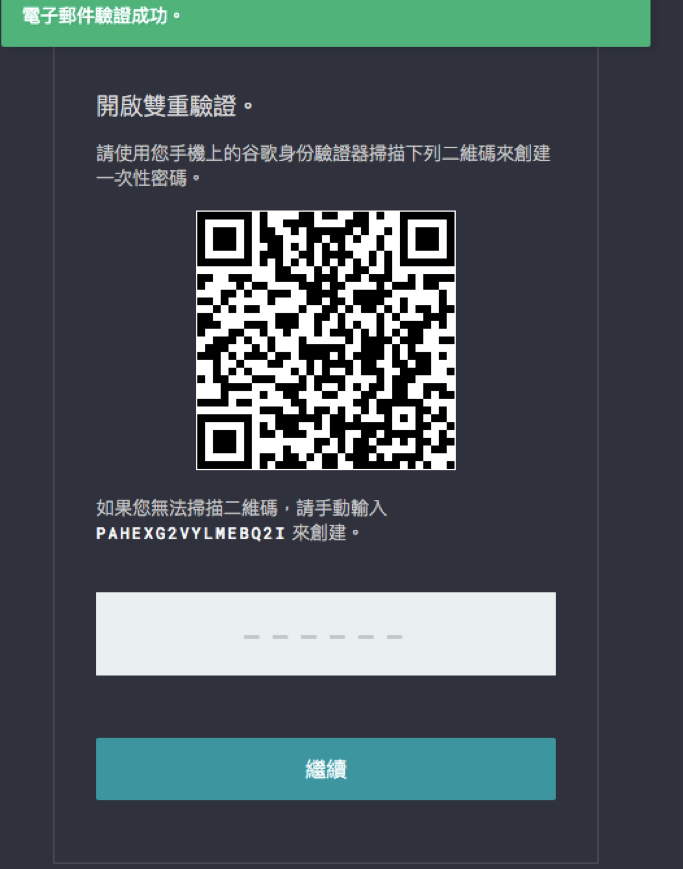 電子郵件驗證成功。
開啟雙重驗證。
請使用您手機上的谷歌身份驗證器掃描下列二維碼來創建
一次性密碼。
如果您無法掃描二維碼，請手動輸入
PAHEXG2VYLMEBQ2I 來創建。
繼續